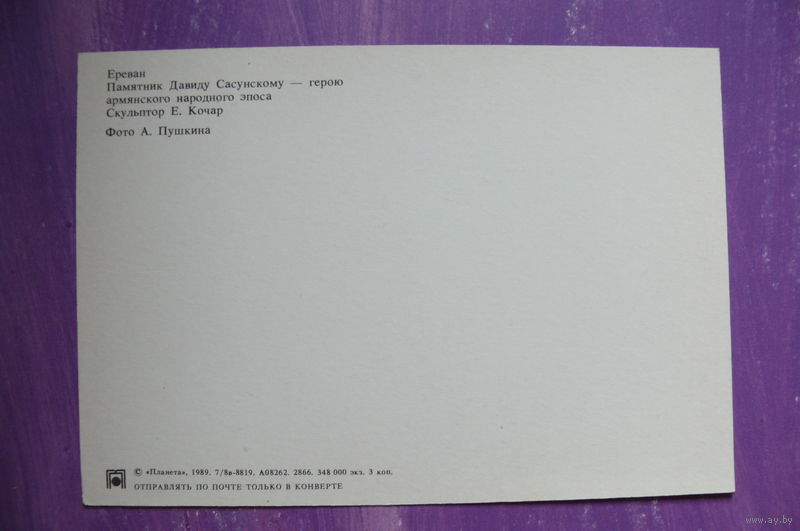 Ереван
Памятник Давиду Сасунскому — герою
армянского народного эпоса
Скульптор Е. Кочар
Фото А. Пушкина
© «Планета», 1989. 7/8в-8819. А08262. 2866. 348 000 экз. 3 коп.
ОТПРАВЛЯТЬ ПО ПОЧТЕ ТОЛЬКО В КОНВЕРТЕ
www.ay.by